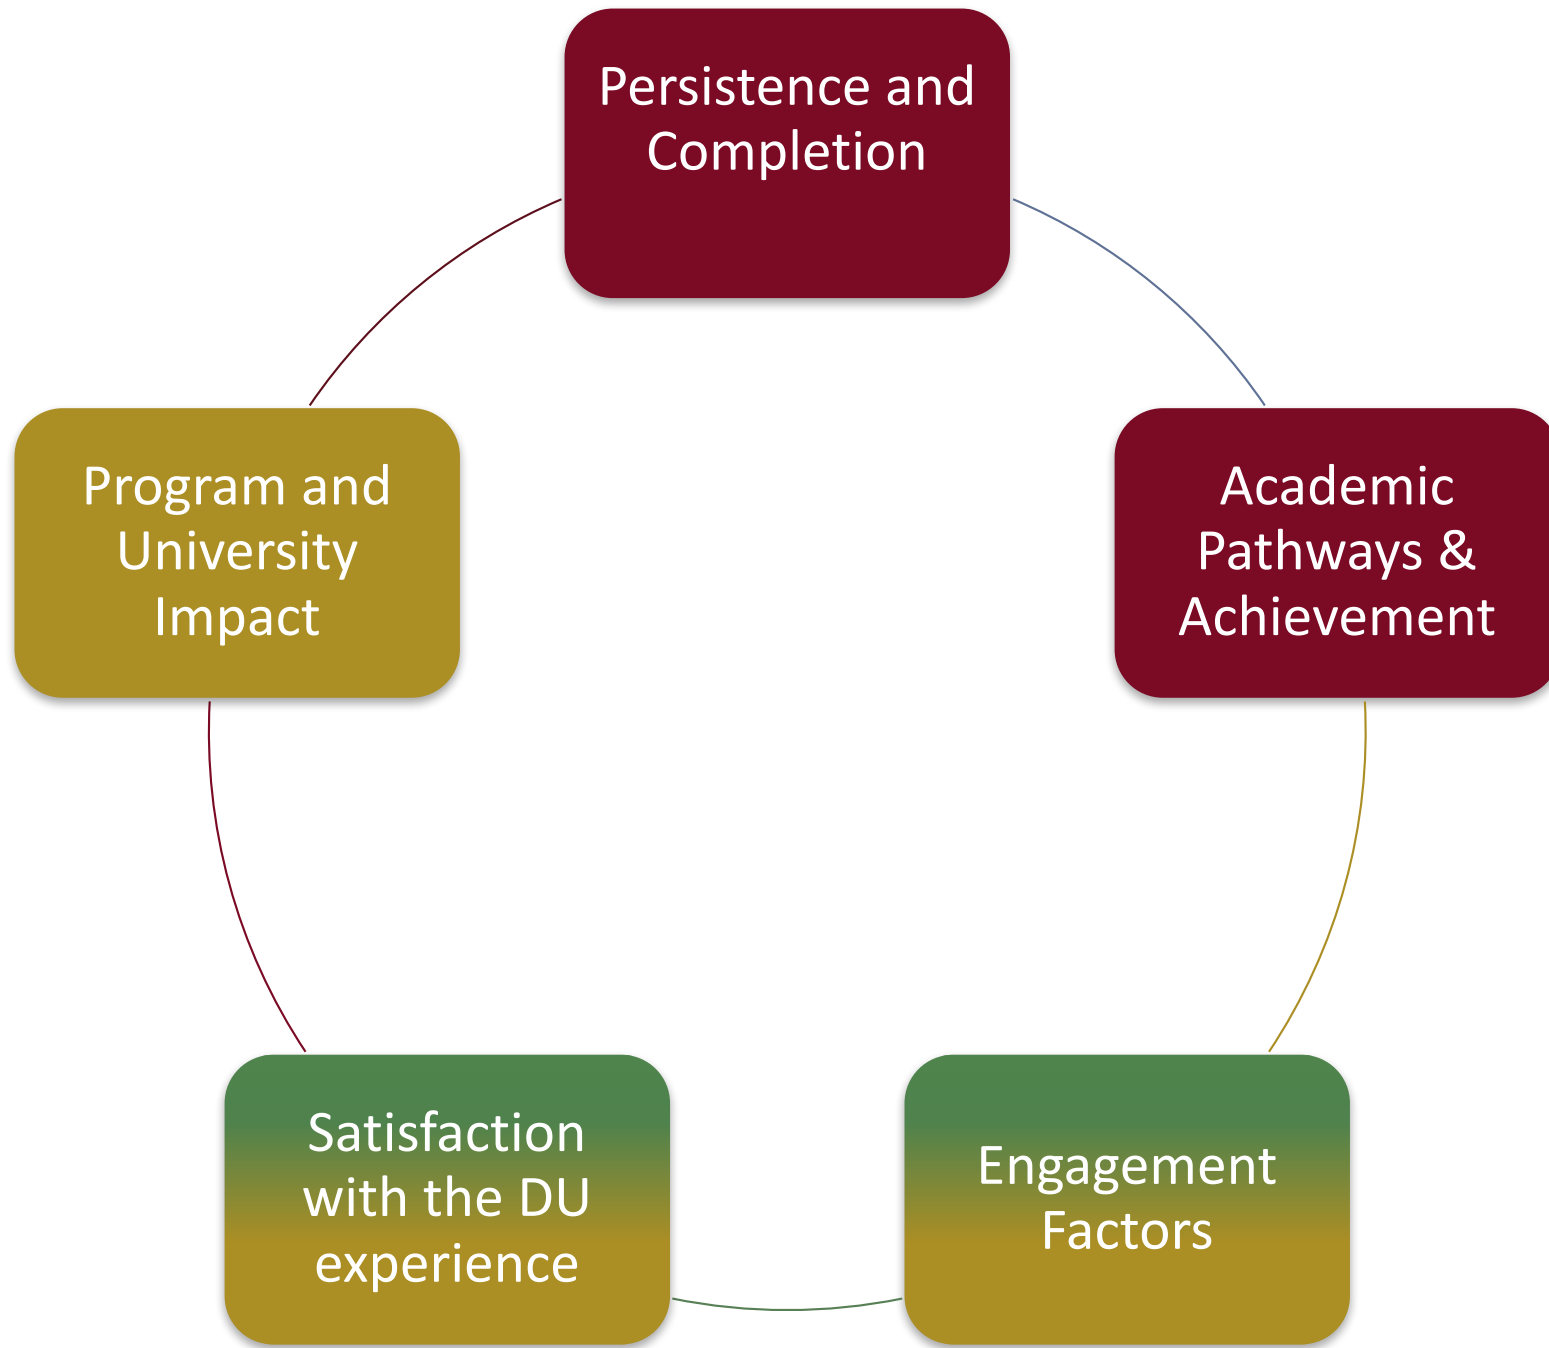 Persistence and
Completion
Program and
University
Impact
Academic
Pathways &
Achievement
Satisfaction
with the DU
experience
Engagement
Factors